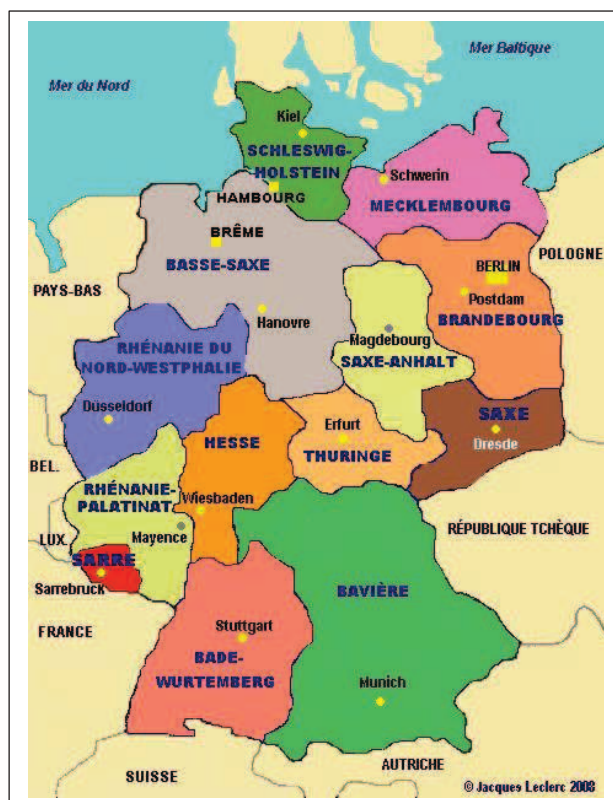 Mer Baltique
Mer du Nord
Kiel
SCHLESWIG-
HOLSTEIN
Schwerin
HAMBOURG
MECKLEMBOURG
BRÊME
POLOGNE
BERLIN
BASSE-SAXE
PAYS-BAS
Postdam
Hanovre
BRANDEBOURG
Magdebourg
RHÉNANIE DU
NORD-WESTPHALIE
SAXE-ANHALT
Düsseldorf
SAXE
Erfurt
HESSE
Dresde
THURINGE
BEL.
RHÉNANIE-
PALATINAT
Wiesbaden
RÉPUBLIQUE TCHÈQUE
LUX.
Mayence
SARRE
Sarrebruck
BAVIÈRE
FRANCE
Stuttgart
BADE-
WURTEMBERG
Munich
AUTRICHE
SUISSE
© Jacques Leclerc 2008